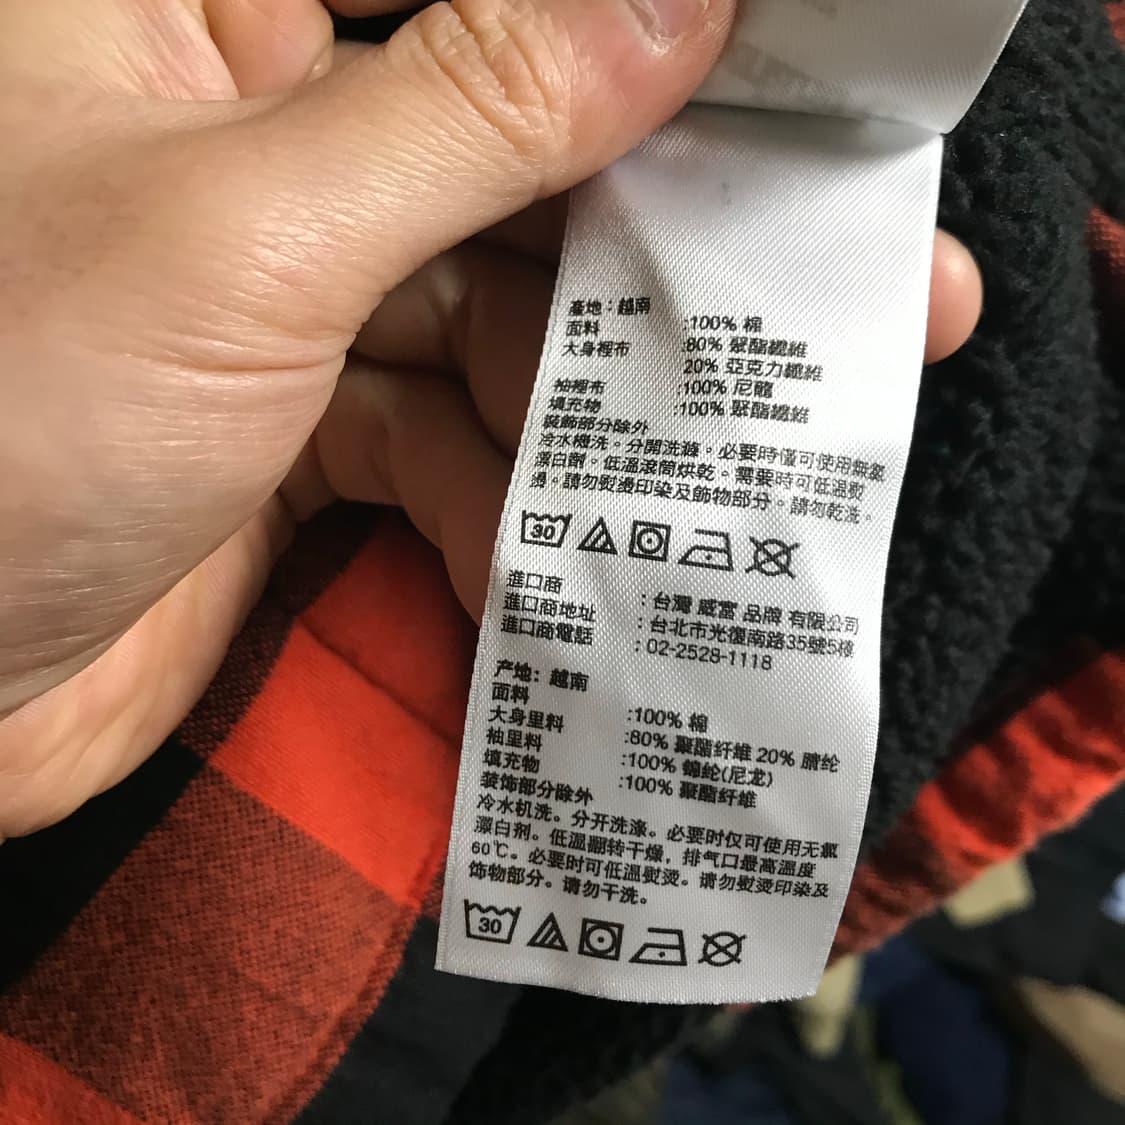 產地：越南
面料 :100% 棉
大身裡布 :80% 聚酯纖維
20% 亞克力纖維
袖裡布 :100% 尼龍
填充物 :100% 聚酯纖維
裝飾部分除外
冷水機洗。分開洗滌。必要時僅可使用無氯
漂白劑。低溫滾筒烘乾。需要時可低溫熨
燙。請勿熨燙印染及飾物部分。請勿乾洗。
30
進口商 : 台灣 威富 品牌 有限公司
進口商地址 : 台北市光復南路35號5樓
進口商電話 : 02-2528-1118
产地：越南
面料 :100% 棉
大身里料 :80% 聚酯纤维 20% 腈纶
袖里料 :100% 锦纶(尼龙)
填充物 :100% 聚酯纤维
装饰部分除外
冷水机洗。分开洗涤。必要时仅可使用无氯
漂白剂。低温翻转干燥，排气口最高温度
60℃。必要时可低温熨烫。请勿熨烫印染及
饰物部分。请勿干洗。
30